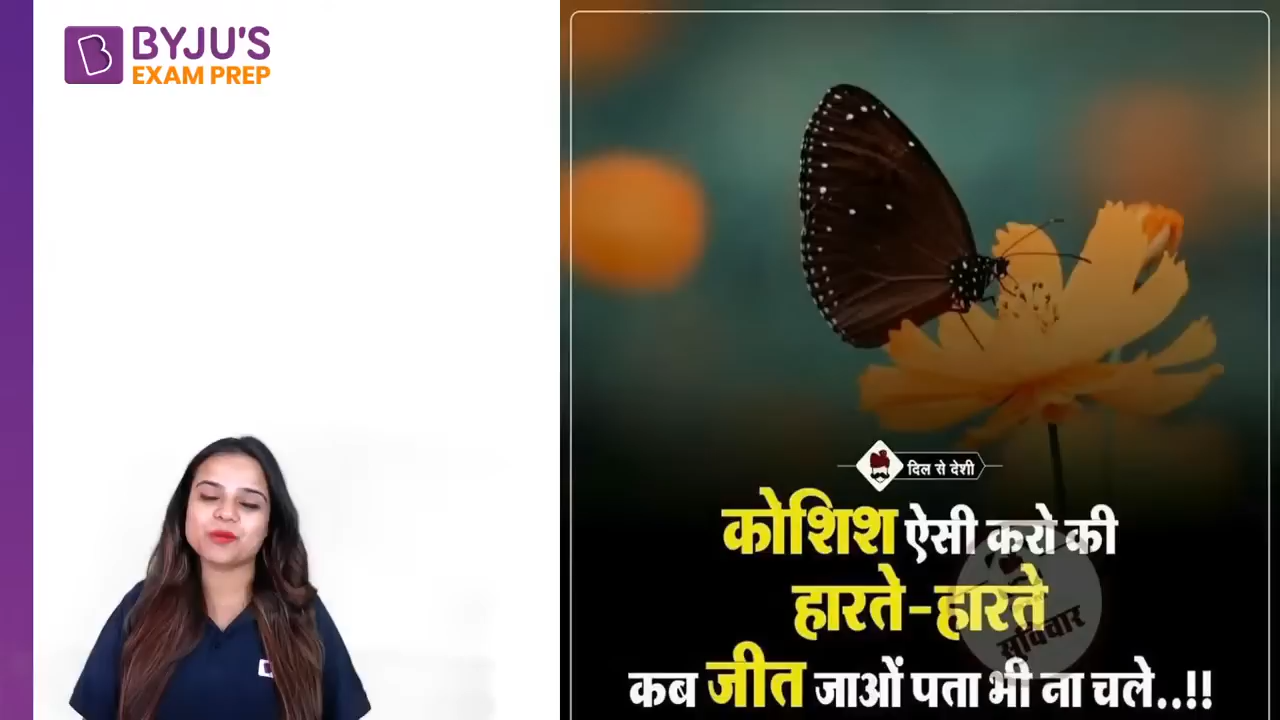 BYJU'S
EXAM PREP
दिल से देशी
कोशिश ऐसी करो की
हारते-हारते
सुविचार
कब जीत जाओं पता भी ना चले..!!